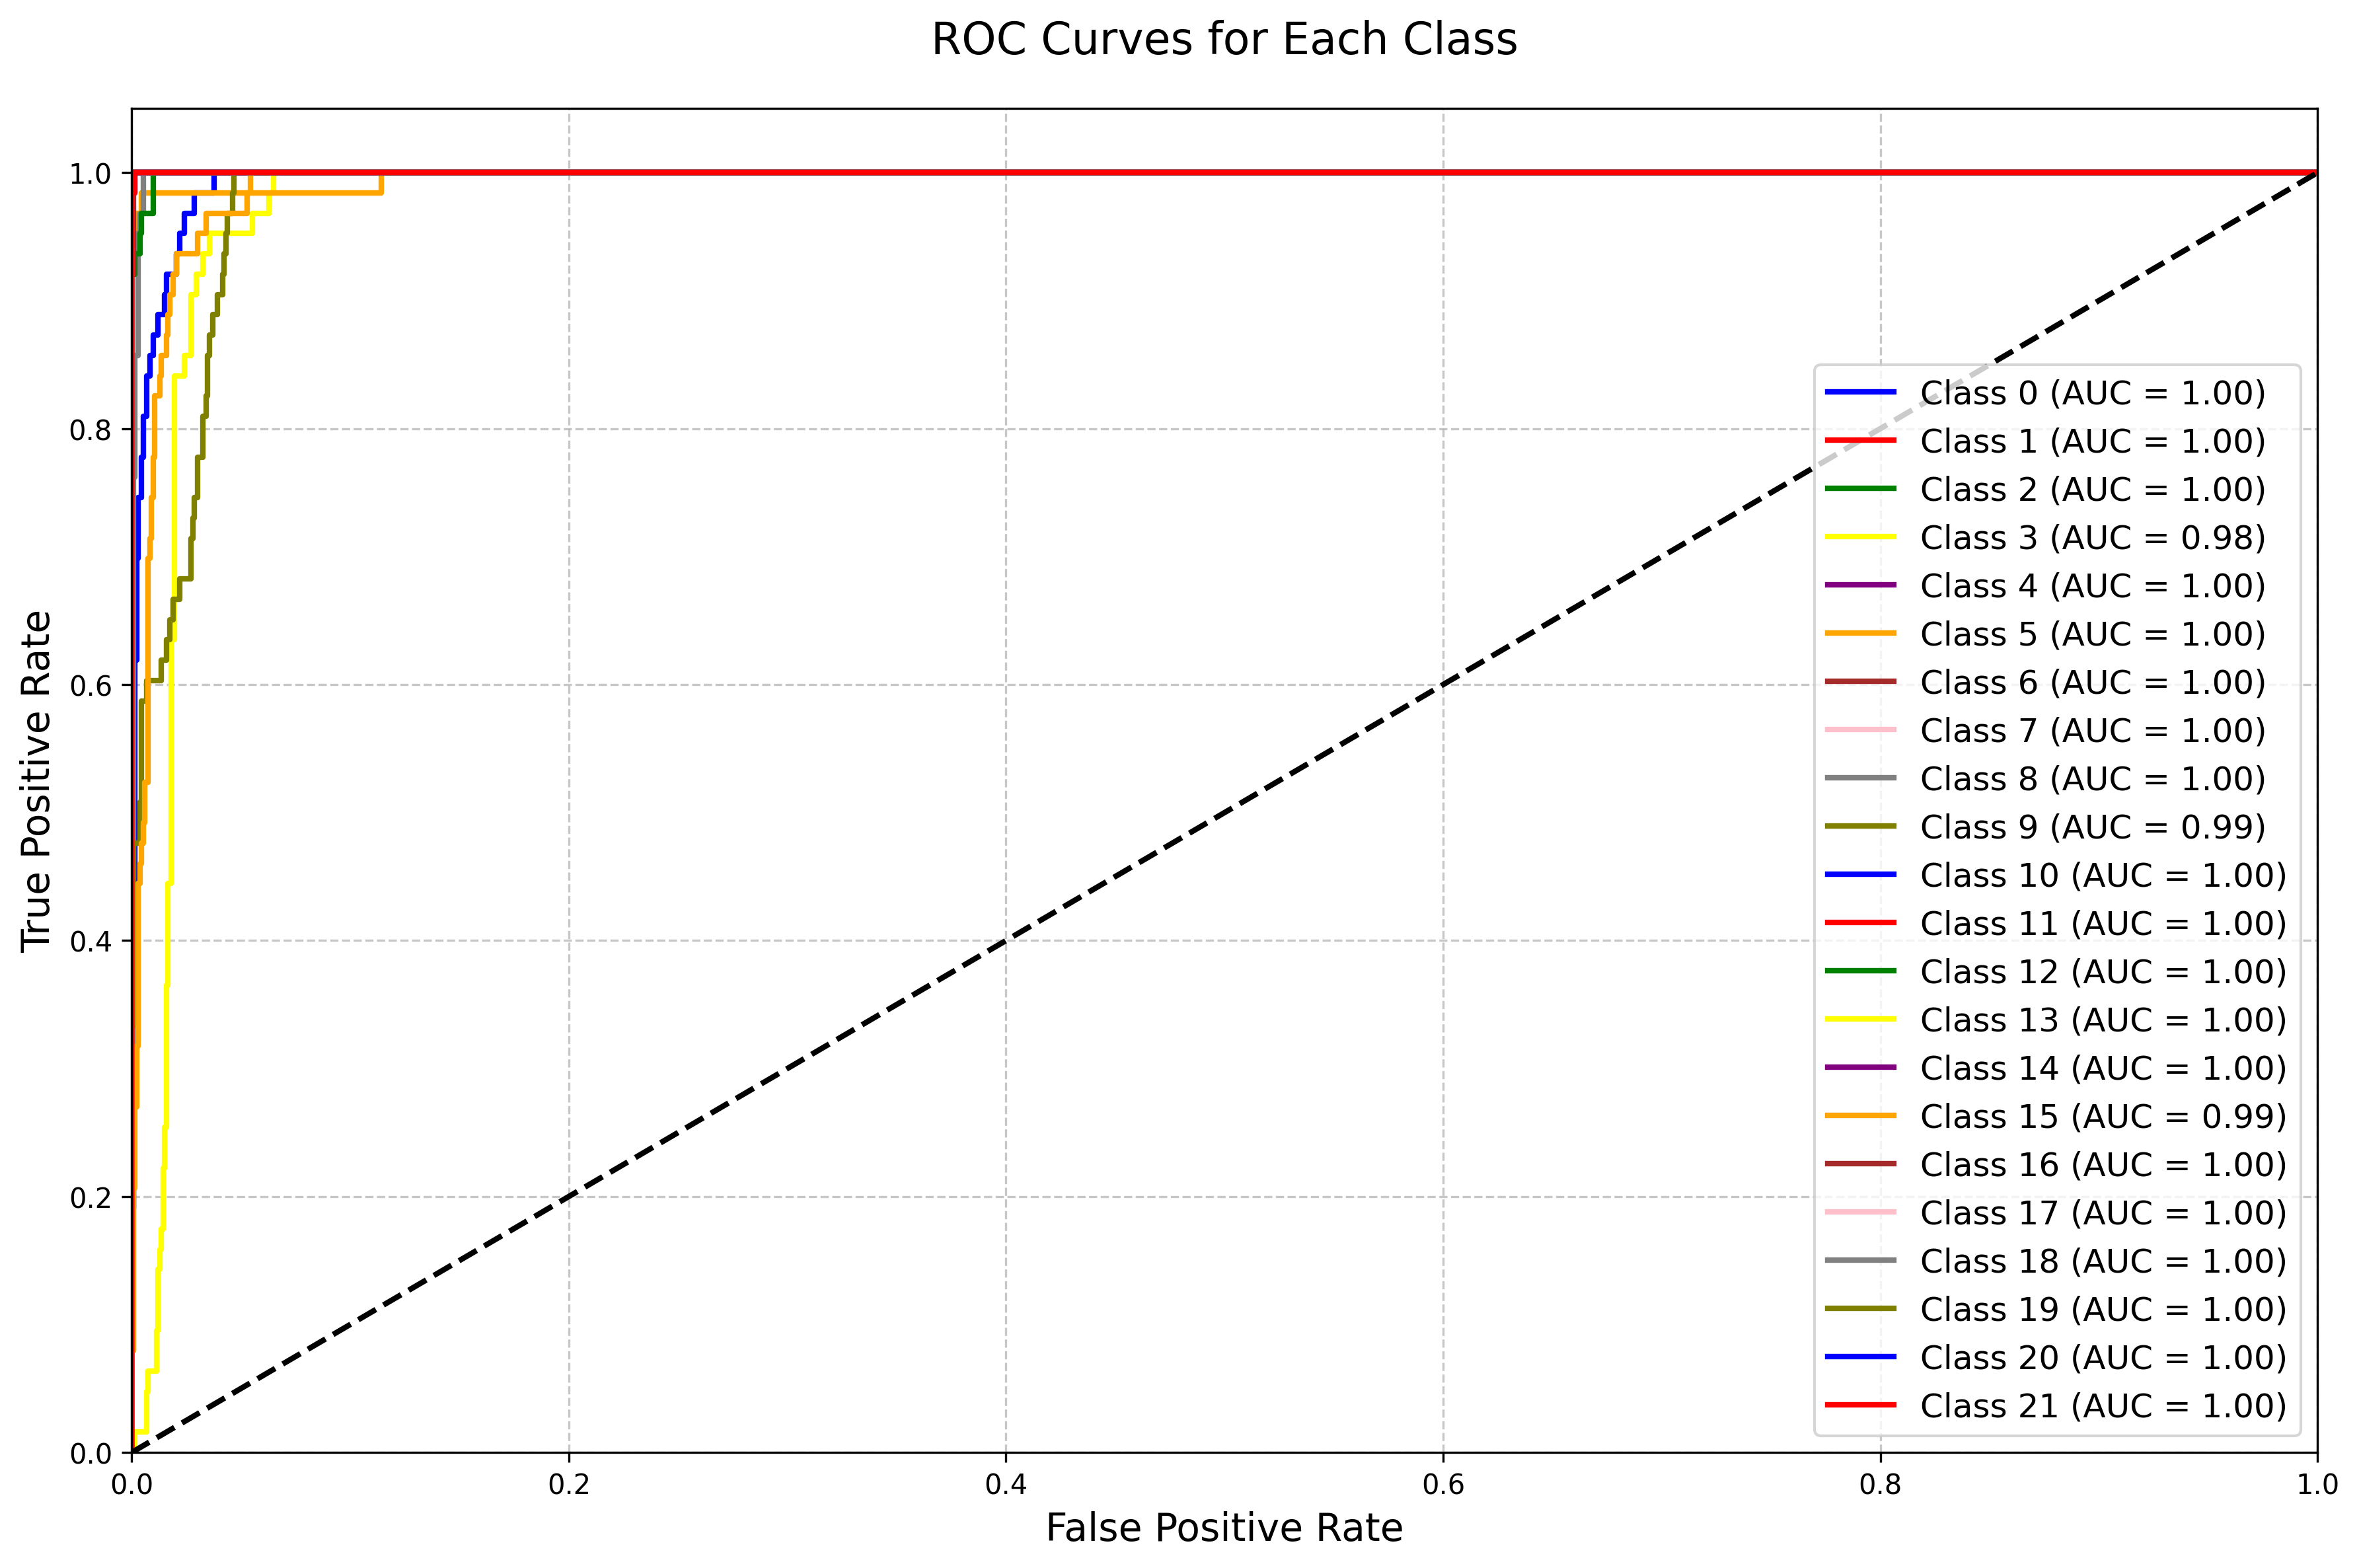 ROC Curves for Each Class
True Positive Rate
1.0
0.8
0.6
0.4
0.2
0.0
0.0 0.2 0.4 0.6 0.8 1.0
False Positive Rate
Class 0 (AUC = 1.00)
Class 1 (AUC = 1.00)
Class 2 (AUC = 1.00)
Class 3 (AUC = 0.98)
Class 4 (AUC = 1.00)
Class 5 (AUC = 1.00)
Class 6 (AUC = 1.00)
Class 7 (AUC = 1.00)
Class 8 (AUC = 1.00)
Class 9 (AUC = 0.99)
Class 10 (AUC = 1.00)
Class 11 (AUC = 1.00)
Class 12 (AUC = 1.00)
Class 13 (AUC = 1.00)
Class 14 (AUC = 1.00)
Class 15 (AUC = 0.99)
Class 16 (AUC = 1.00)
Class 17 (AUC = 1.00)
Class 18 (AUC = 1.00)
Class 19 (AUC = 1.00)
Class 20 (AUC = 1.00)
Class 21 (AUC = 1.00)